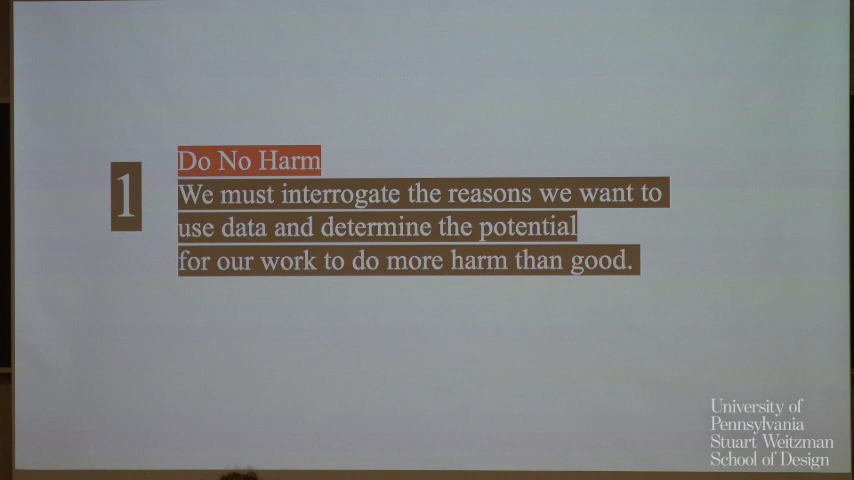 1
Do No Harm
We must interrogate the reasons we want to
use data and determine the potential
for our work to do more harm than good.
University of
Pennsylvania
Stuart Weitzman
School of Design